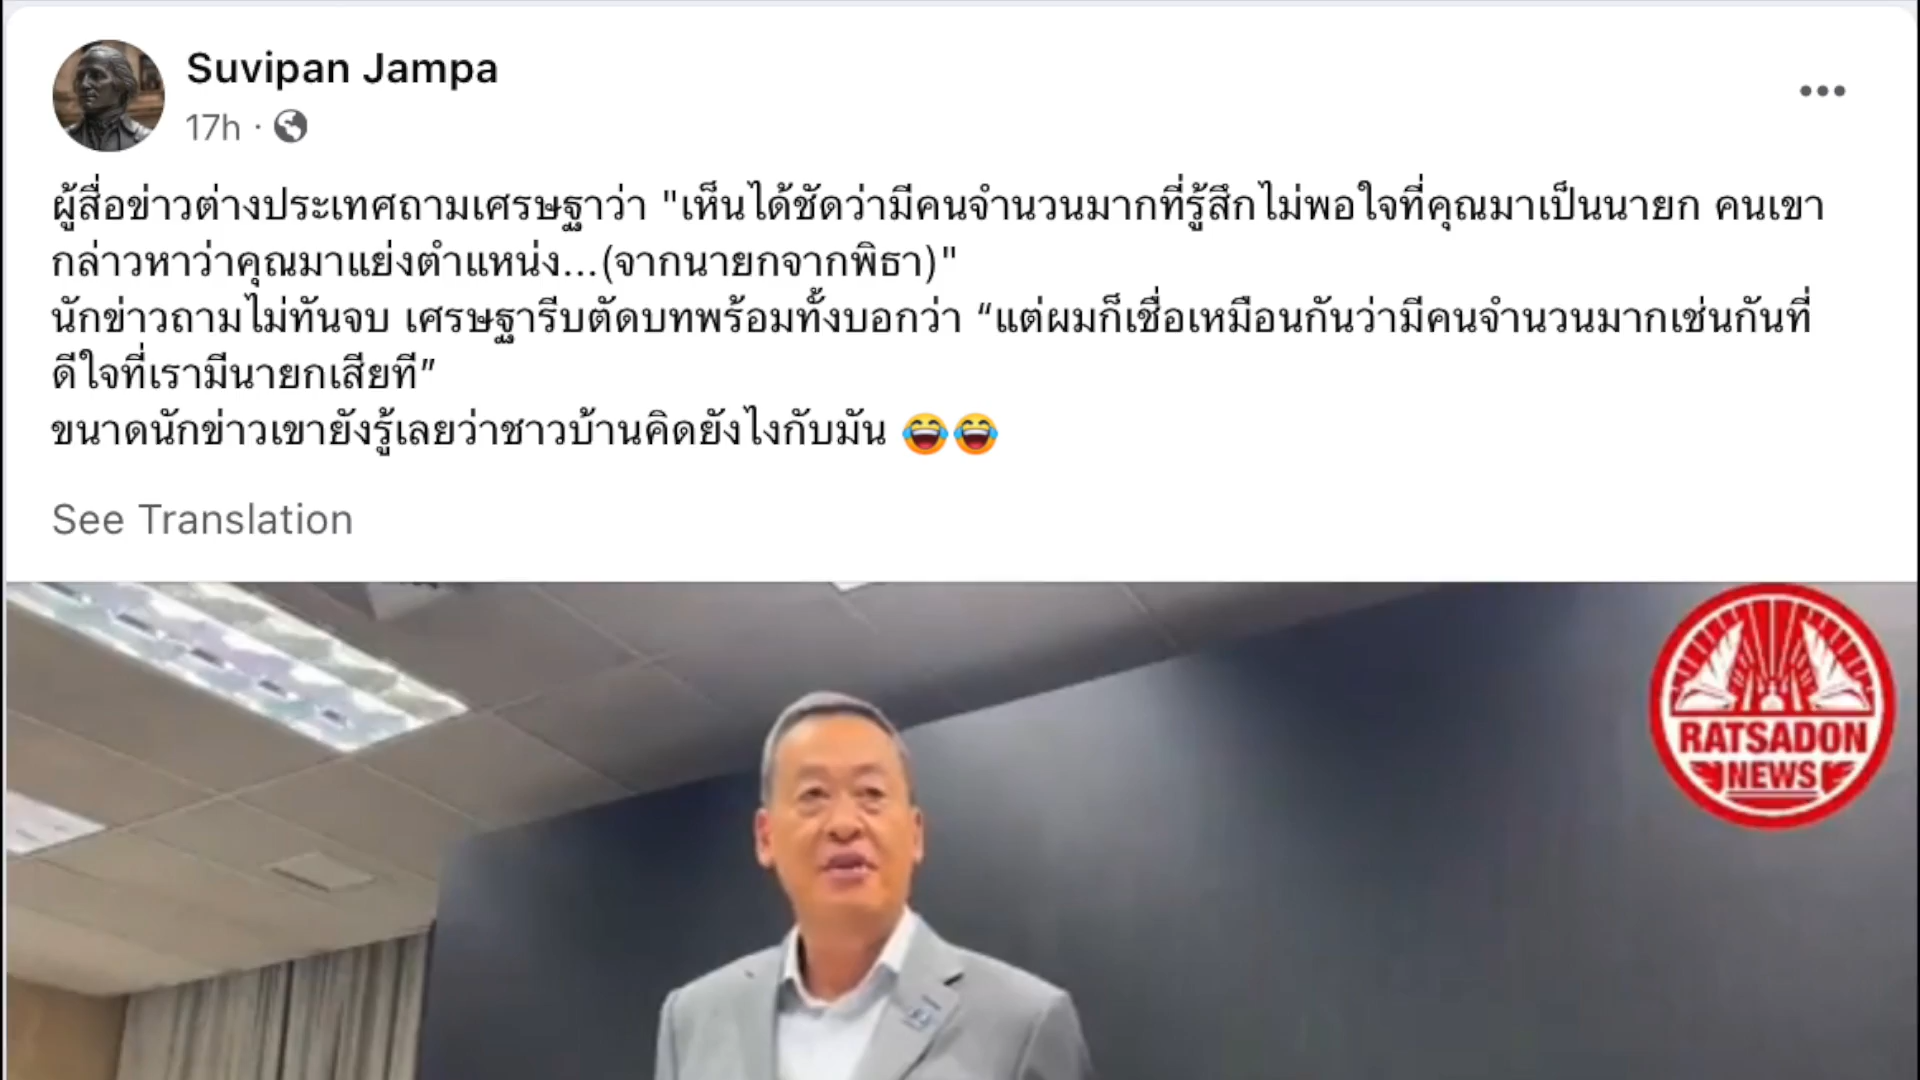 Suvipan Jampa
17h ·
ผู้สื่อข่าวต่างประเทศถามเศรษฐาว่า "เห็นได้ชัดว่ามีคนจำนวนมากที่รู้สึกไม่พอใจที่คุณมาเป็นนายก คนเขา
กล่าวหาว่าคุณมาแย่งตำแหน่ง...(จากนายกจากพิธา)"
นักข่าวถามไม่ทันจบ เศรษฐารีบตัดบทพร้อมทั้งบอกว่า “แต่ผมก็เชื่อเหมือนกันว่ามีคนจำนวนมากเช่นกันที่
ดีใจที่เรามีนายกเสียที”
ขนาดนักข่าวเขายังรู้เลยว่าชาวบ้านคิดยังไงกับมัน 😂😂
See Translation
RATSADON
NEWS